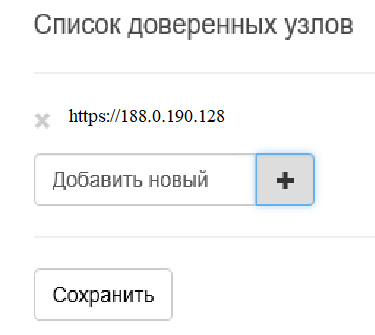 Список доверенных узлов
https://188.0.190.128
Добавить новый
Сохранить